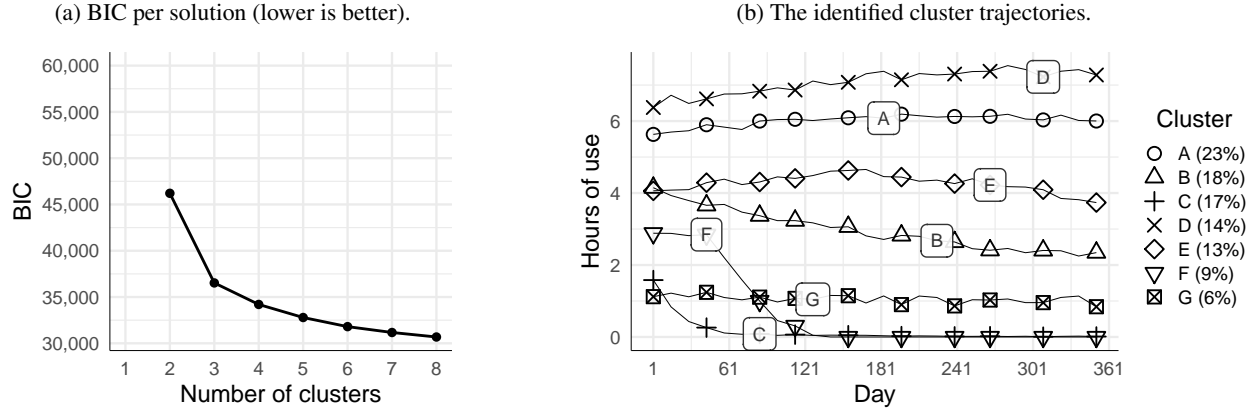 (a) BIC per solution (lower is better).
60,000
55,000
50,000
45,000
40,000
35,000
30,000
BIC
1 2 3 4 5 6 7 8
Number of clusters
(b) The identified cluster trajectories.
6
4
2
0
Hours of use
D
A
E
B
F
G
C
1 61 121 181 241 301 361
Day
Cluster
A (23%)
B (18%)
C (17%)
D (14%)
E (13%)
F (9%)
G (6%)